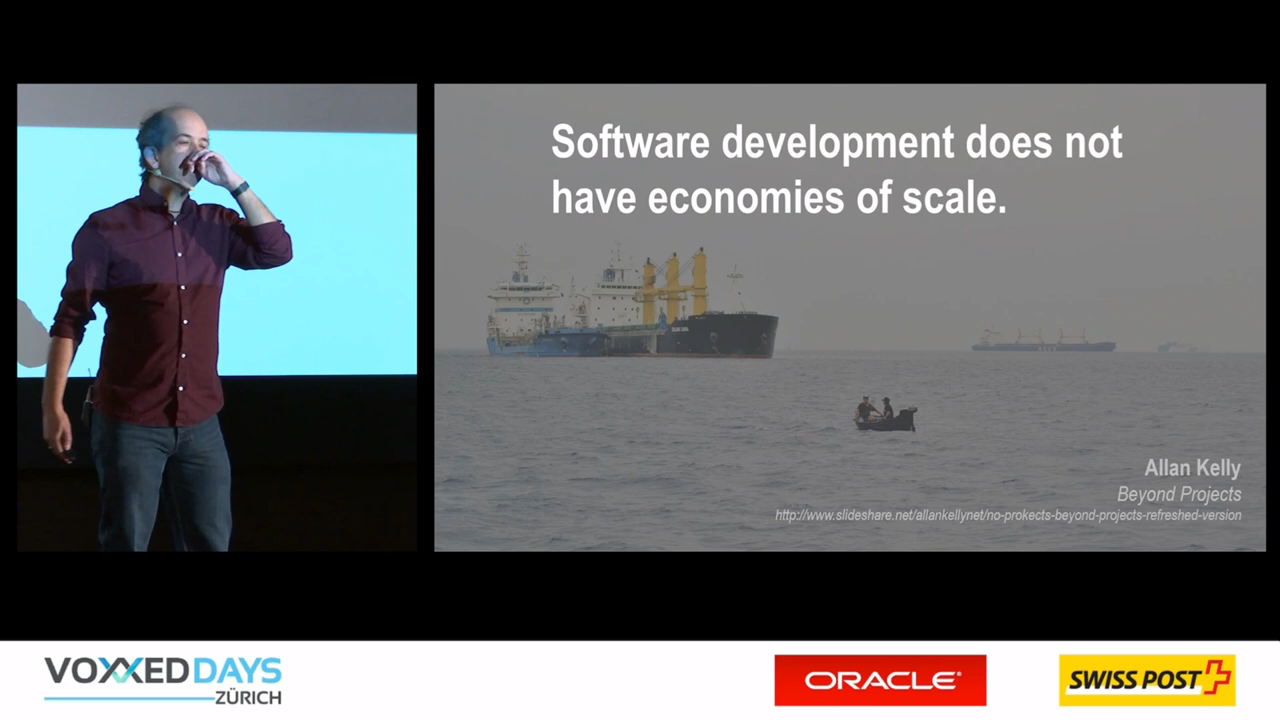 Software development does not
have economies of scale.
Allan Kelly
Beyond Projects
http://www.slideshare.net/allankellynet/no-prokects-beyond-projects-refreshed-version
VOXXED DAYS
ZÜRICH
ORACLE®
SWISS POST